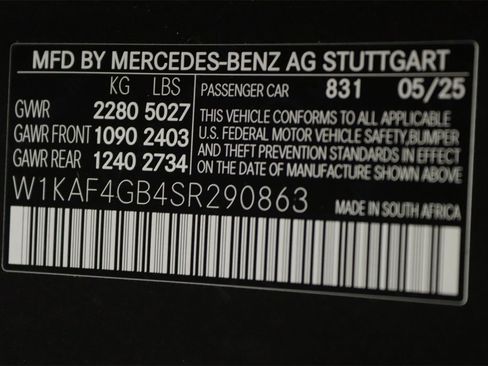 MFD BY MERCEDES-BENZ AG STUTTGART
KG LBS
PASSENGER CAR 831 05/25
GVWR 2280 5027
GAWR FRONT 1090 2403
GAWR REAR 1240 2734
THIS VEHICLE CONFORMS TO ALL APPLICABLE
U.S. FEDERAL MOTOR VEHICLE SAFETY, BUMPER
AND THEFT PREVENTION STANDARDS IN EFFECT
ON THE DATE OF MANUFACTURE SHOWN ABOVE.
W1KAF4GB4SR290863
MADE IN SOUTH AFRICA